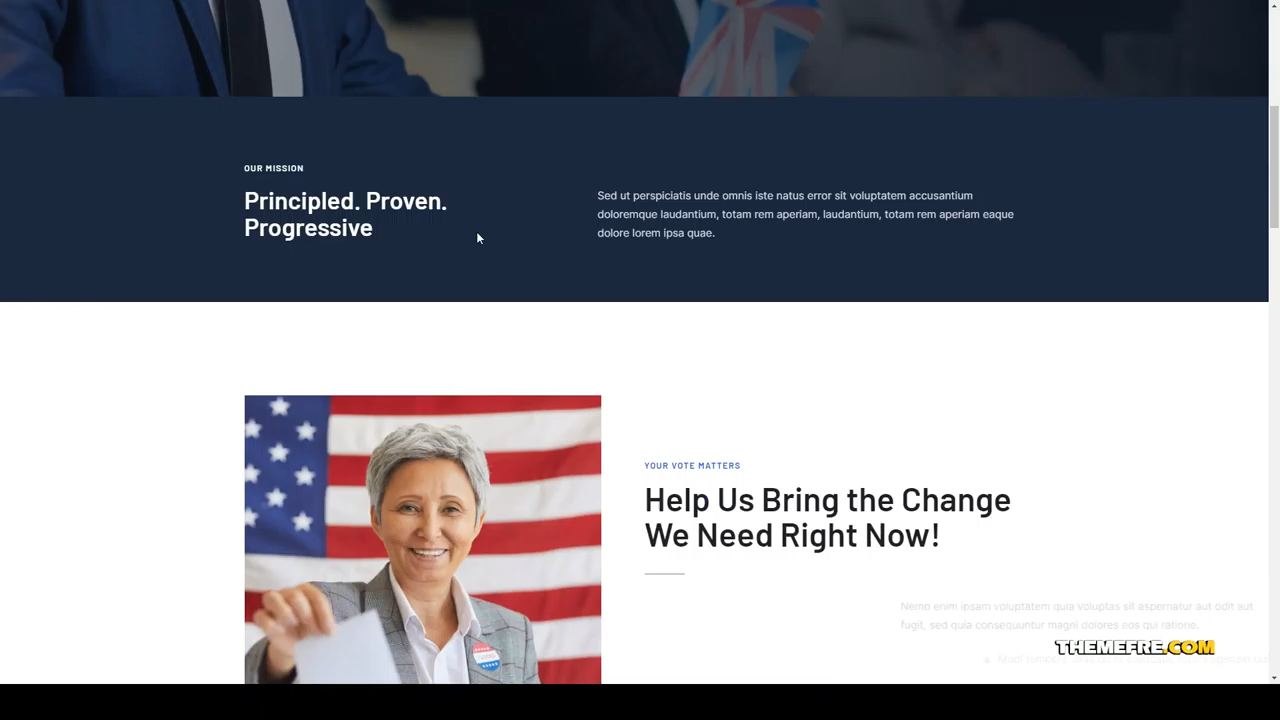 OUR MISSION
Principled. Proven.
Progressive
Sed ut perspiciatis unde omnis iste natus error sit voluptatem accusantium
doloremque laudantium, totam rem aperiam, laudantium, totam rem aperiam eaque
dolore lorem ipsa quae.
YOUR VOTE MATTERS
Help Us Bring the Change
We Need Right Now!
Nemo enim ipsam voluptatem quia voluptas sit aspernatur aut odit aut
fugit, sed quia consequuntur magni dolores eos qui ratione.
THEMEFRE.COM